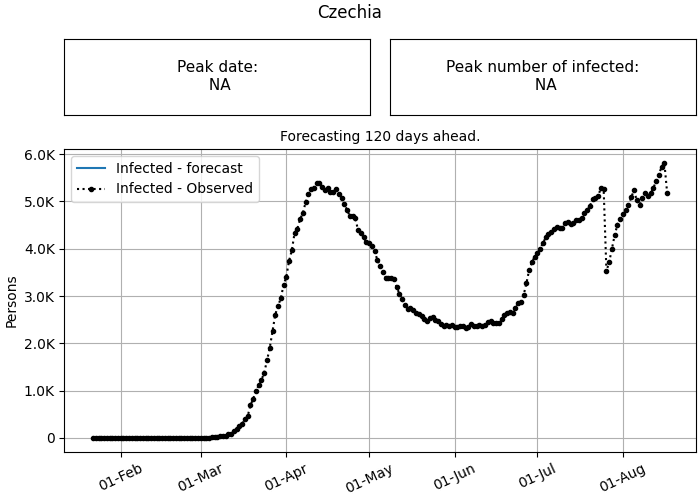 Czechia
Peak date:
NA
Peak number of infected:
NA
Forecasting 120 days ahead.
Infected - forecast
Infected - Observed
6.0K
5.0K
4.0K
3.0K
2.0K
1.0K
0
Persons
01-Feb
01-Mar
01-Apr
01-May
01-Jun
01-Jul
01-Aug